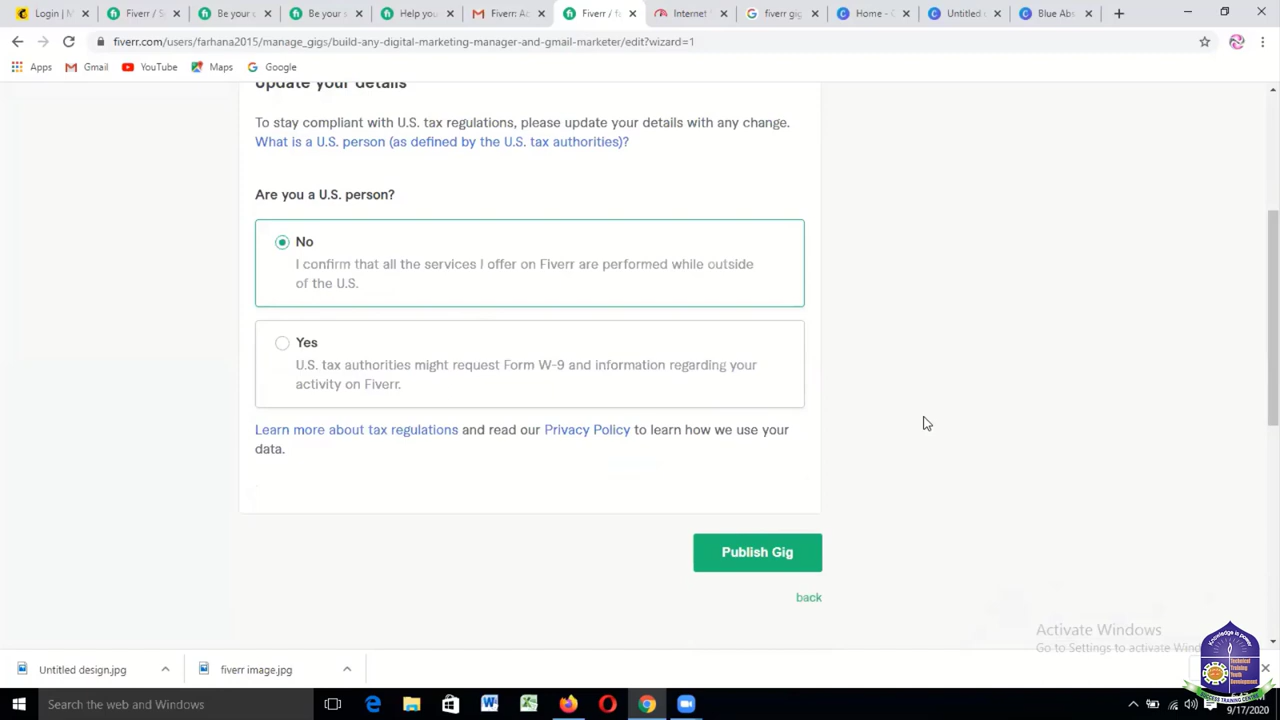 Login | M
Fiverr / S
Be your o
Be your s
Help you
Fiverr: Ac
Fiverr / f
Internet
fiverr gig
Home - C
Untitled d
Blue Abs
fiverr.com/users/farhana2015/manage_gigs/build-any-digital-marketing-manager-and-gmail-marketer/edit?wizard=1
Apps Gmail YouTube Maps Google
Update your details
To stay compliant with U.S. tax regulations, please update your details with any change.
What is a U.S. person (as defined by the U.S. tax authorities)?
Are you a U.S. person?
No
I confirm that all the services I offer on Fiverr are performed while outside
of the U.S.
Yes
U.S. tax authorities might request Form W-9 and information regarding your
activity on Fiverr.
Learn more about tax regulations and read our Privacy Policy to learn how we use your
data.
Publish Gig
back
Activate Windows
Go to Settings to activate
Knowledge is power
Technical
Training
Youth
Development
Untitled design.jpg
fiverr image.jpg
Search the web and Windows
9/17/2020